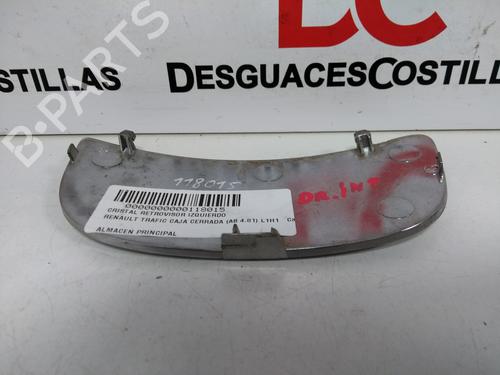 DC
STILLAS
DESGUACESCOSTILLAS
B-PARTS
118015
0000000000118015
CRISTAL RETROVISOR IZQUIERDO
RENAULT TRAFIC CAJA CERRADA (AB 4.01) L1H1
ALMACEN PRINCIPAL
DR.INT